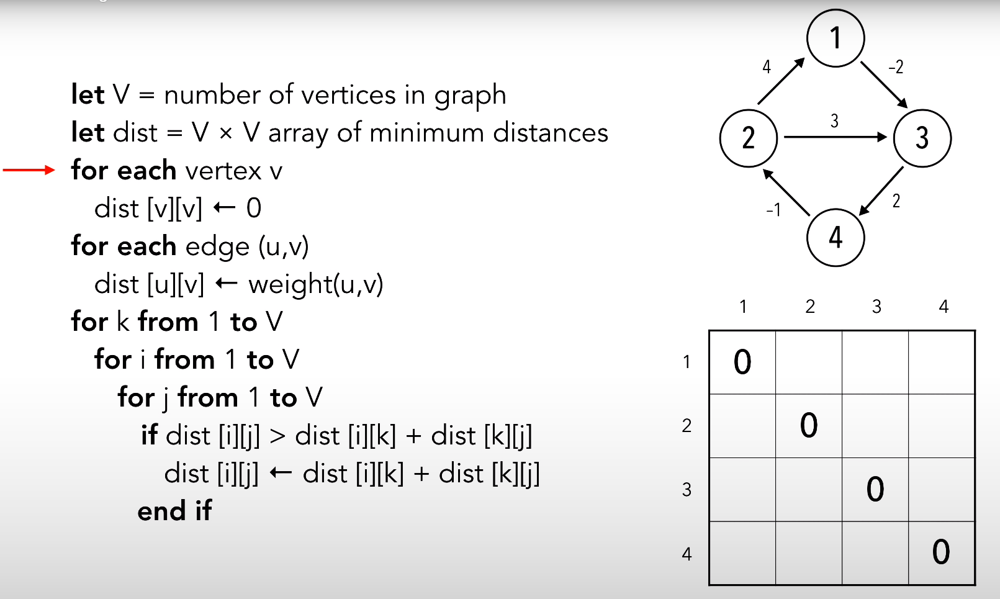 let V = number of vertices in graph
let dist = V × V array of minimum distances
for each vertex v
dist [v][v] ← 0
for each edge (u,v)
dist [u][v] ← weight(u,v)
for k from 1 to V
for i from 1 to V
for j from 1 to V
if dist [i][j] > dist [i][k] + dist [k][j]
dist [i][j] ← dist [i][k] + dist [k][j]
end if
1
4
–2
2
3
3
–1
2
4
1 2 3 4
1 0
2 0
3 0
4 0